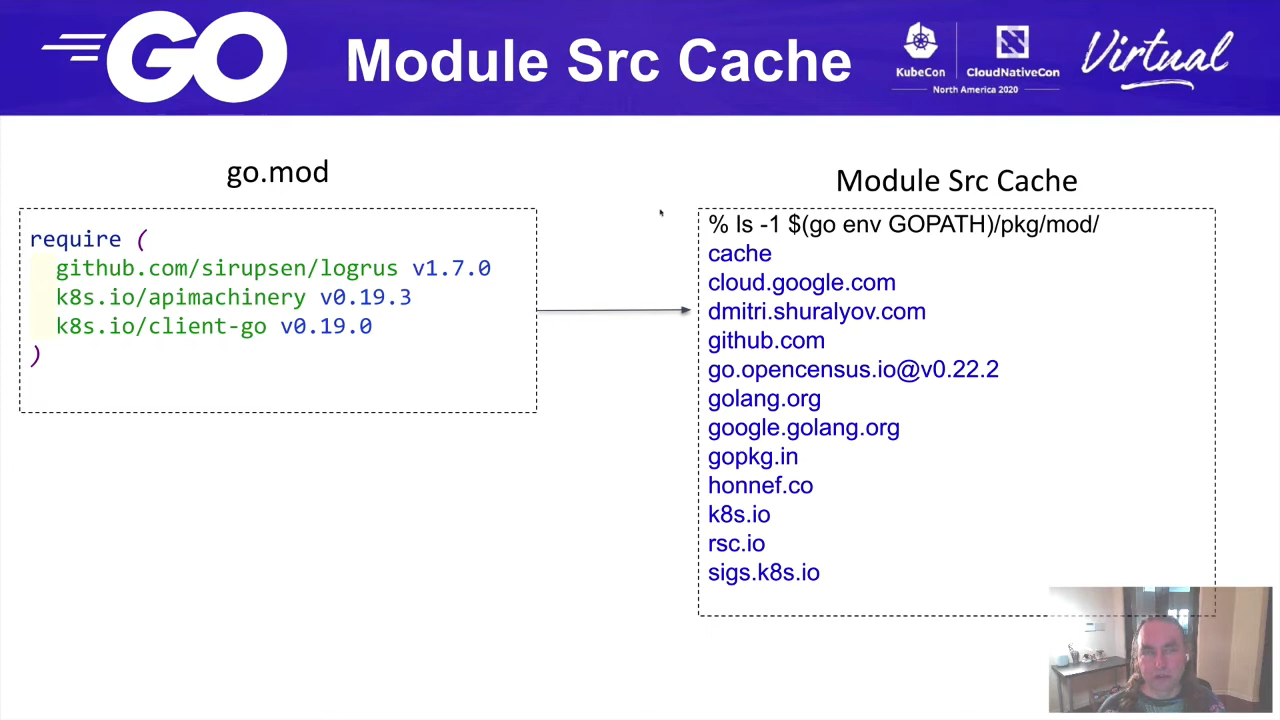 GO
Module Src Cache
KubeCon
CloudNativeCon
North America 2020
Virtual
go.mod
require (
github.com/sirupsen/logrus v1.7.0
k8s.io/apimachinery v0.19.3
k8s.io/client-go v0.19.0
)
Module Src Cache
% ls -1 $(go env GOPATH)/pkg/mod/
cache
cloud.google.com
dmitri.shuralyov.com
github.com
go.opencensus.io@v0.22.2
golang.org
google.golang.org
gopkg.in
honnef.co
k8s.io
rsc.io
sigs.k8s.io